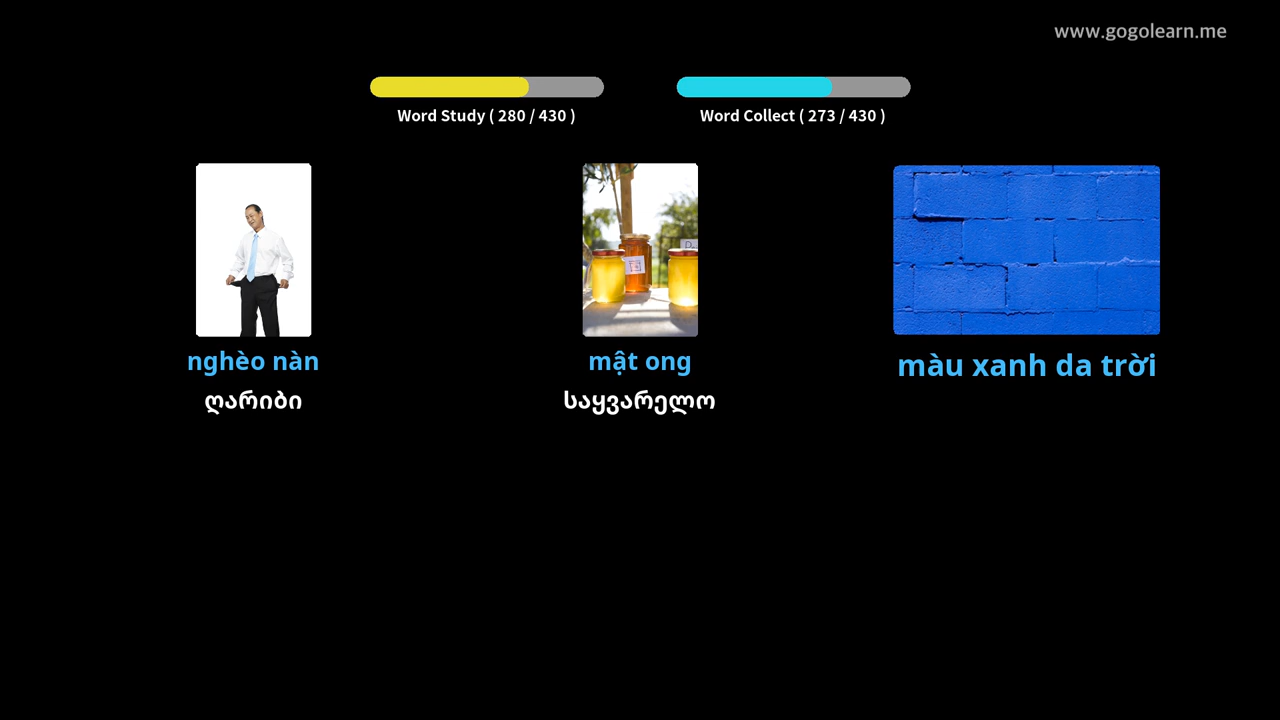 www.gogolearn.me
Word Study ( 280 / 430 )
Word Collect ( 273 / 430 )
nghèo nàn
mật ong
màu xanh da trời
ღარიბი
საყვარელო